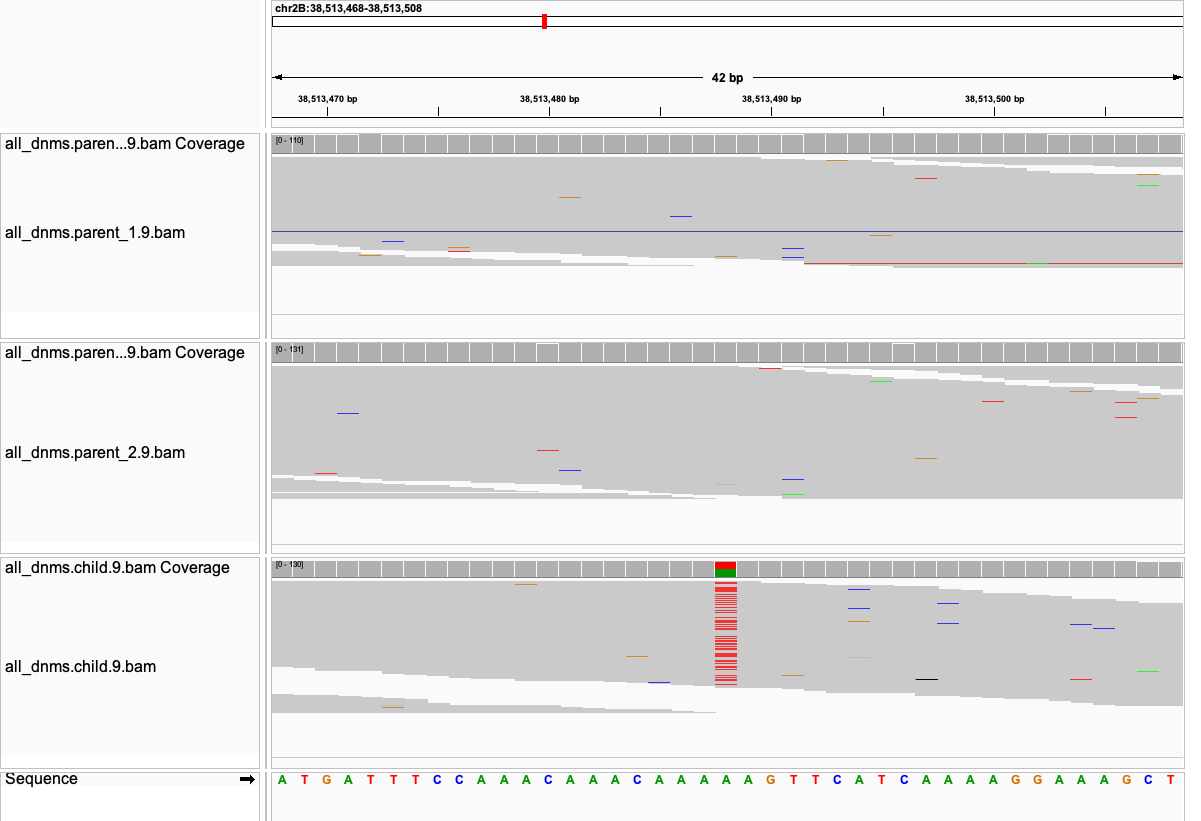 chr2B:38,513,468-38,513,508
42 bp
38,513,470 bp 38,513,480 bp 38,513,490 bp 38,513,500 bp
all_dnms.paren...9.bam Coverage
[0 - 110]
all_dnms.parent_1.9.bam
all_dnms.paren...9.bam Coverage
[0 - 131]
all_dnms.parent_2.9.bam
all_dnms.child.9.bam Coverage
[0 - 130]
all_dnms.child.9.bam
Sequence A T G A T T T C C A A A C A A A C A A A A A G T T C A T C A A A A G G A A A G C T